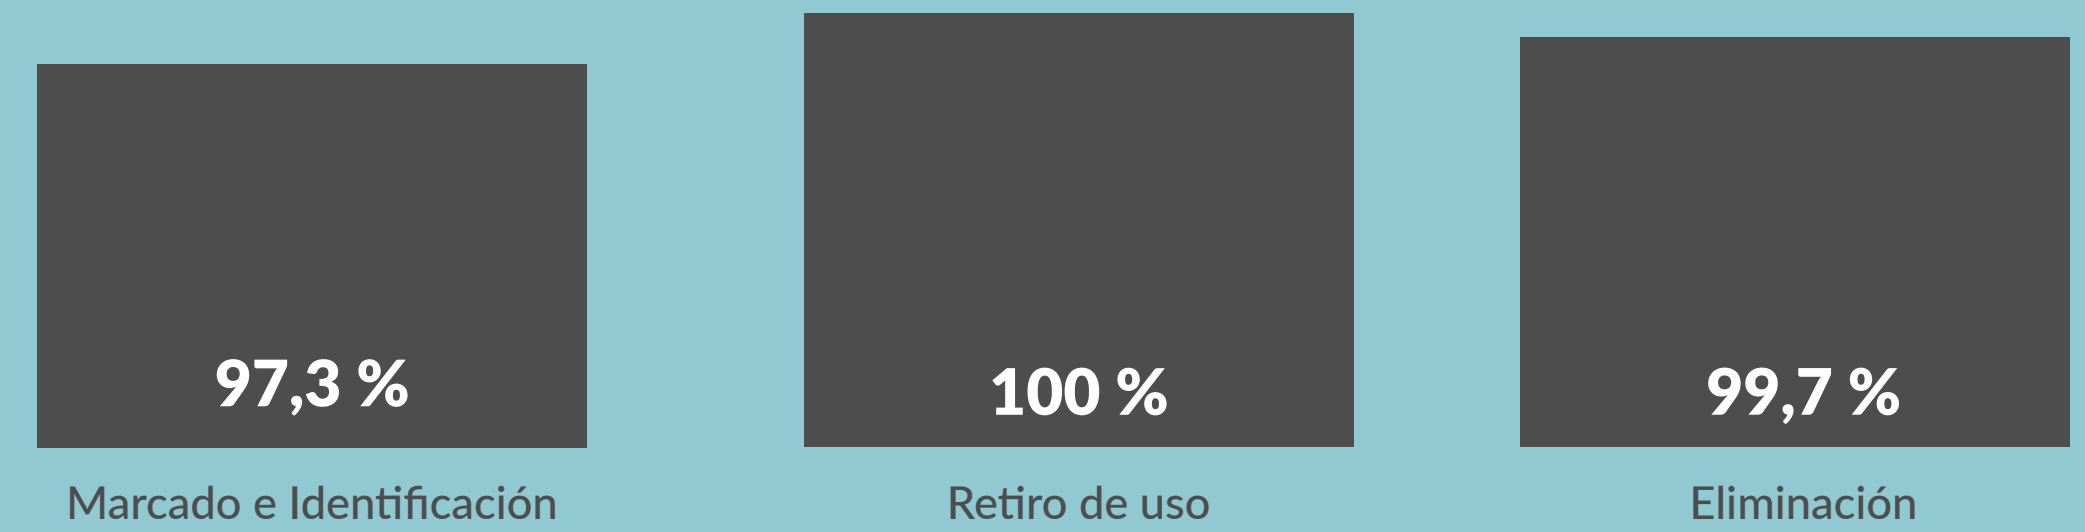 97,3 %
100 %
99,7 %
Marcado e Identificación
Retiro de uso
Eliminación